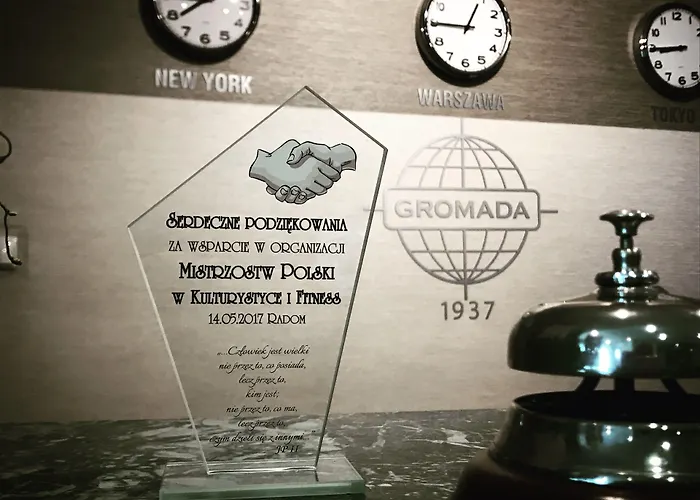 NEW YORK
WARSZAWA
TOKYO
SERDECZNE PODZIĘKOWANIA
ZA WSPARCIE W ORGANIZACJI
MISTRZOSTW POLSKI
W KULTURYSTYCE I FITNESS
14.05.2017 RADOM
„...Człowiek jest wielki
nie przez to, co posiada,
lecz przez to,
kim jest;
nie przez to, co ma,
lecz przez to,
czym dzieli się z innymi."
JP II
GROMADA
1937